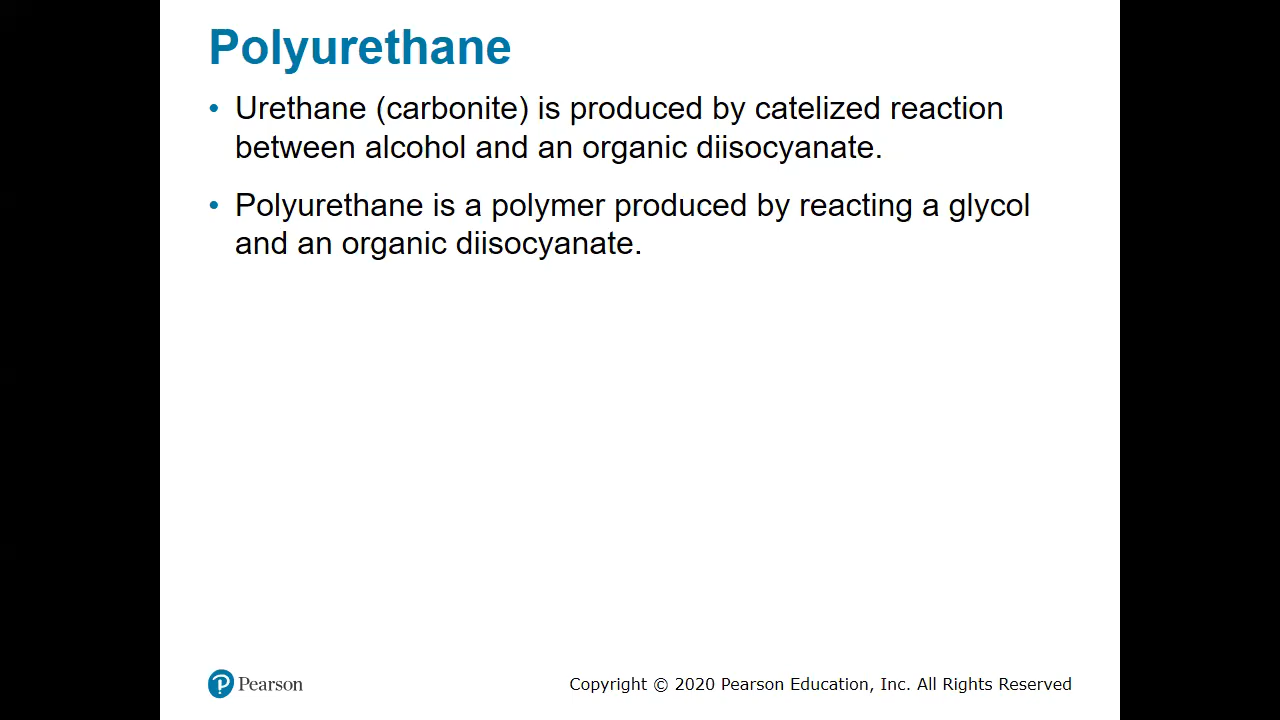 Polyurethane
• Urethane (carbonite) is produced by catelized reaction
between alcohol and an organic diisocyanate.
• Polyurethane is a polymer produced by reacting a glycol
and an organic diisocyanate.
Pearson
Copyright © 2020 Pearson Education, Inc. All Rights Reserved